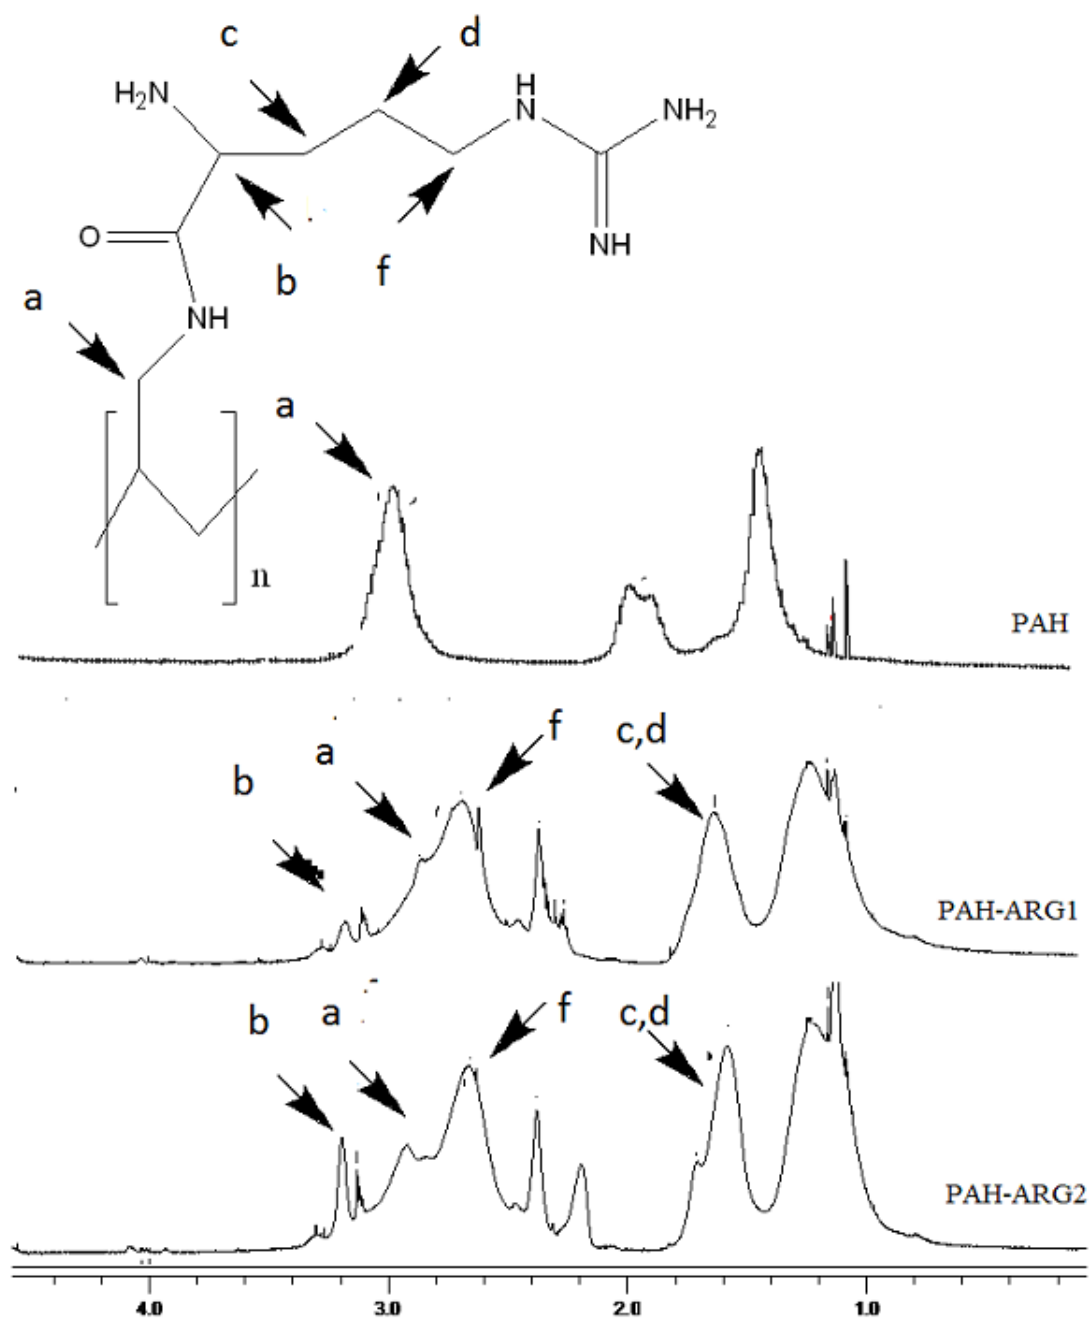 c
d
H₂N
H
N
NH₂
O
b
f
NH
a
NH
a
n
PAH
f
c,d
a
b
PAH-ARG1
b
a
f
c,d
PAH-ARG2
4.0
3.0
2.0
1.0